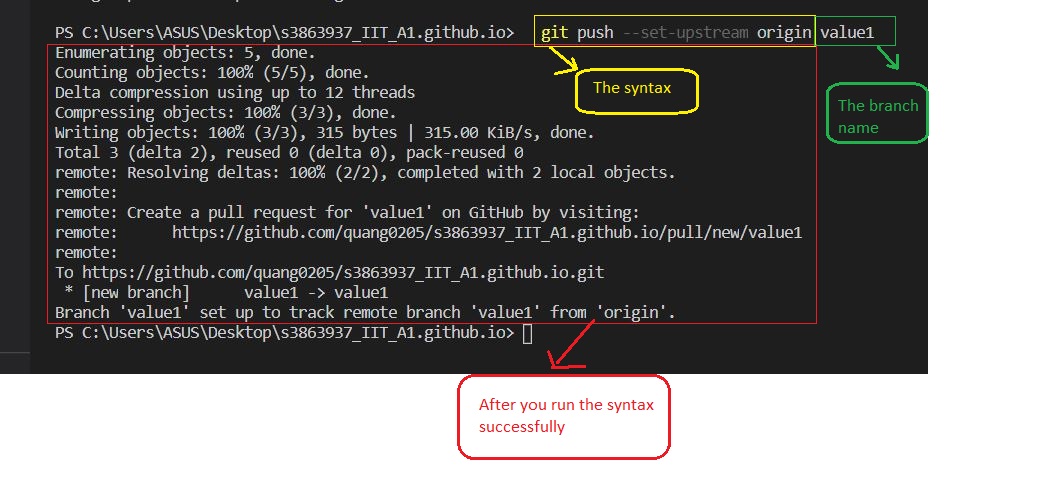 PS C:\Users\ASUS\Desktop\s3863937_IIT_A1.github.io> git push --set-upstream origin value1
Enumerating objects: 5, done.
Counting objects: 100% (5/5), done.
Delta compression using up to 12 threads
Compressing objects: 100% (3/3), done.
Writing objects: 100% (3/3), 315 bytes | 315.00 KiB/s, done.
Total 3 (delta 2), reused 0 (delta 0), pack-reused 0
remote: Resolving deltas: 100% (2/2), completed with 2 local objects.
remote:
remote: Create a pull request for 'value1' on GitHub by visiting:
remote:      https://github.com/quang0205/s3863937_IIT_A1.github.io/pull/new/value1
remote:
To https://github.com/quang0205/s3863937_IIT_A1.github.io.git
 * [new branch]      value1 -> value1
Branch 'value1' set up to track remote branch 'value1' from 'origin'.
PS C:\Users\ASUS\Desktop\s3863937_IIT_A1.github.io>
The syntax
The branch
name
After you run the syntax
successfully